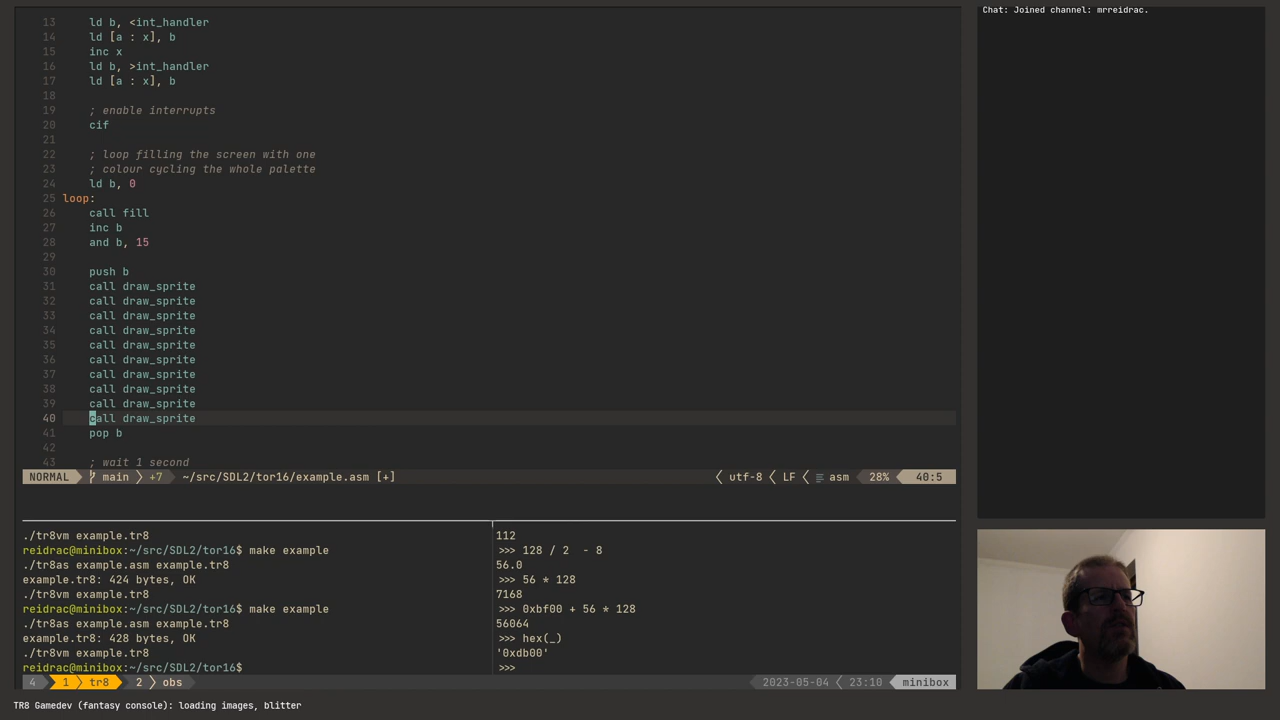 13 ld b, <int_handler
14 ld [a : x], b
15 inc x
16 ld b, >int_handler
17 ld [a : x], b
18
19 ; enable interrupts
20 cif
21
22 ; loop filling the screen with one
23 ; colour cycling the whole palette
24 ld b, 0
25 loop:
26 call fill
27 inc b
28 and b, 15
29
30 push b
31 call draw_sprite
32 call draw_sprite
33 call draw_sprite
34 call draw_sprite
35 call draw_sprite
36 call draw_sprite
37 call draw_sprite
38 call draw_sprite
39 call draw_sprite
40 call draw_sprite
41 pop b
42
43 ; wait 1 second
NORMAL main +7 ~/src/SDL2/tor16/example.asm [+] utf-8 LF asm 28% 40:5
./tr8vm example.tr8
reidrac@minibox:~/src/SDL2/tor16$ make example
./tr8as example.asm example.tr8
example.tr8: 424 bytes, OK
./tr8vm example.tr8
reidrac@minibox:~/src/SDL2/tor16$ make example
./tr8as example.asm example.tr8
example.tr8: 428 bytes, OK
./tr8vm example.tr8
reidrac@minibox:~/src/SDL2/tor16$
112
>>> 128 / 2  - 8
56.0
>>> 56 * 128
7168
>>> 0xbf00 + 56 * 128
56064
>>> hex(_)
'0xdb00'
>>>
4 1 tr8 2 obs 2023-05-04 23:10 minibox
Chat: Joined channel: mrreidrac.
TR8 Gamedev (fantasy console): loading images, blitter